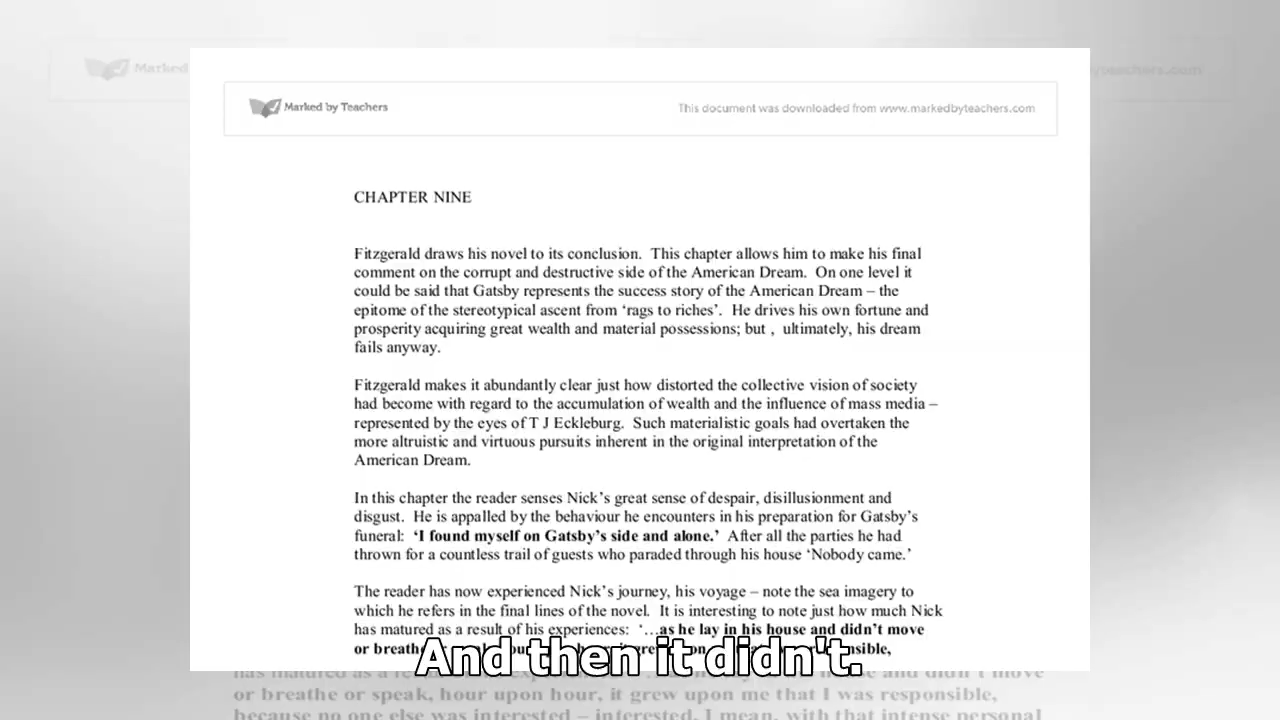 Marked
yteachers.com
Marked by Teachers
This document was downloaded from www.markedbyteachers.com
CHAPTER NINE
Fitzgerald draws his novel to its conclusion. This chapter allows him to make his final
comment on the corrupt and destructive side of the American Dream. On one level it
could be said that Gatsby represents the success story of the American Dream – the
epitome of the stereotypical ascent from ‘rags to riches’. He drives his own fortune and
prosperity acquiring great wealth and material possessions; but , ultimately, his dream
fails anyway.
Fitzgerald makes it abundantly clear just how distorted the collective vision of society
had become with regard to the accumulation of wealth and the influence of mass media –
represented by the eyes of T J Eckleburg. Such materialistic goals had overtaken the
more altruistic and virtuous pursuits inherent in the original interpretation of the
American Dream.
In this chapter the reader senses Nick’s great sense of despair, disillusionment and
disgust. He is appalled by the behaviour he encounters in his preparation for Gatsby’s
funeral: ‘I found myself on Gatsby’s side and alone.’ After all the parties he had
thrown for a countless trail of guests who paraded through his house ‘Nobody came.’
The reader has now experienced Nick’s journey, his voyage – note the sea imagery to
which he refers in the final lines of the novel. It is interesting to note just how much Nick
has matured as a result of his experiences: ‘…as he lay in his house and didn’t move
or breathe
And then it didn't.
or breathe or speak, hour upon hour, it grew upon me that I was responsible,
because no one else was interested – interested, I mean, with that intense personal